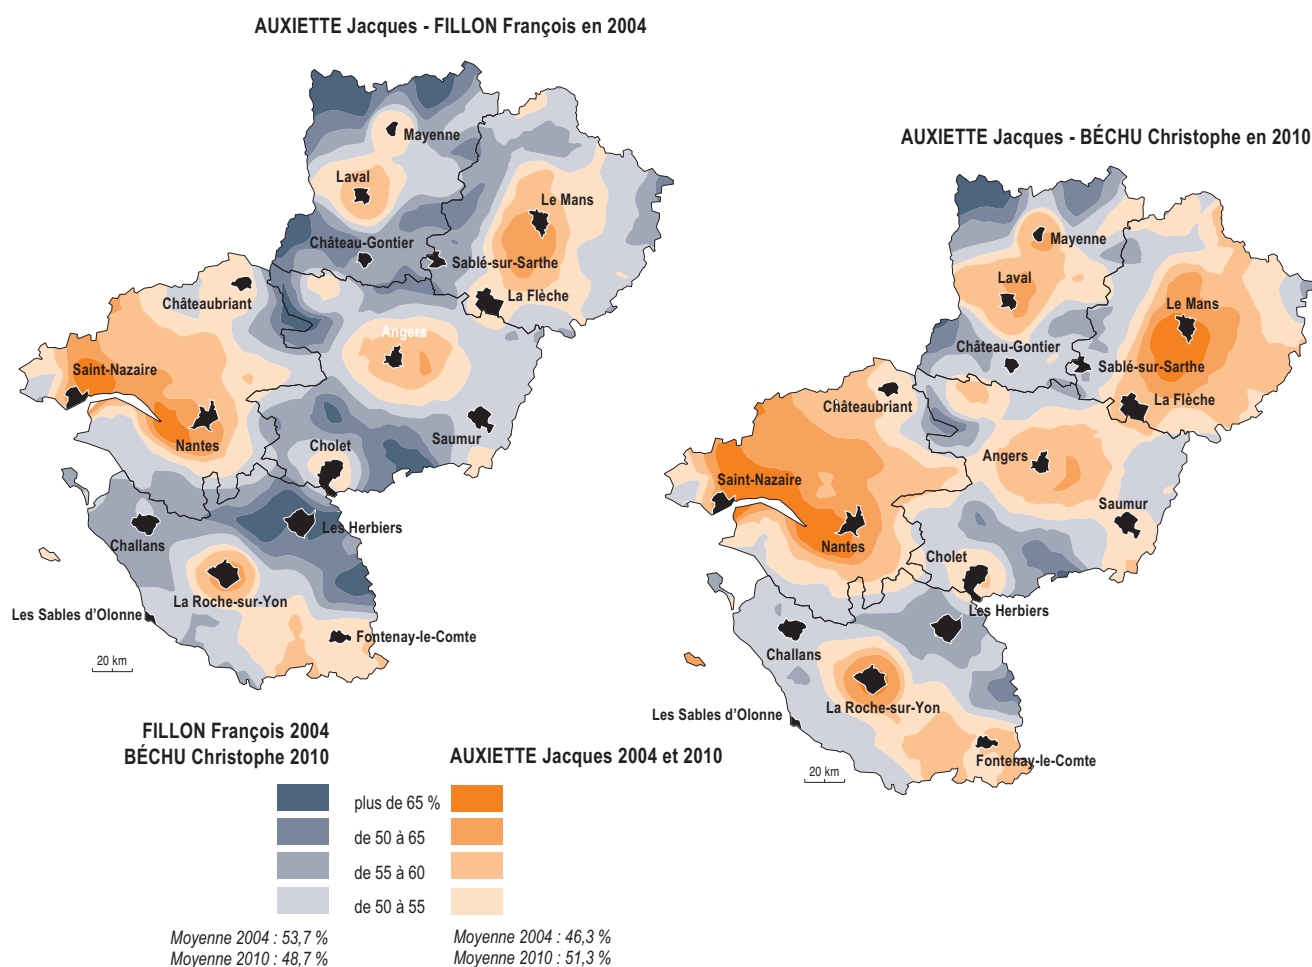 AUXIETTE Jacques - FILLON François en 2004
Mayenne
Laval
Le Mans
Château-Gontier
Sablé-sur-Sarthe
La Flèche
Châteaubriant
Angers
Saint-Nazaire
Nantes
Saumur
Cholet
Les Herbiers
Challans
La Roche-sur-Yon
Les Sables d'Olonne
Fontenay-le-Comte
20 km
AUXIETTE Jacques - BÉCHU Christophe en 2010
Mayenne
Laval
Le Mans
Château-Gontier
Sablé-sur-Sarthe
La Flèche
Châteaubriant
Angers
Saint-Nazaire
Saumur
Nantes
Cholet
Les Herbiers
Challans
La Roche-sur-Yon
Les Sables d'Olonne
Fontenay-le-Comte
20 km
FILLON François 2004
BÉCHU Christophe 2010
AUXIETTE Jacques 2004 et 2010
plus de 65 %
de 50 à 65
de 55 à 60
de 50 à 55
Moyenne 2004 : 53,7 %
Moyenne 2010 : 48,7 %
Moyenne 2004 : 46,3 %
Moyenne 2010 : 51,3 %